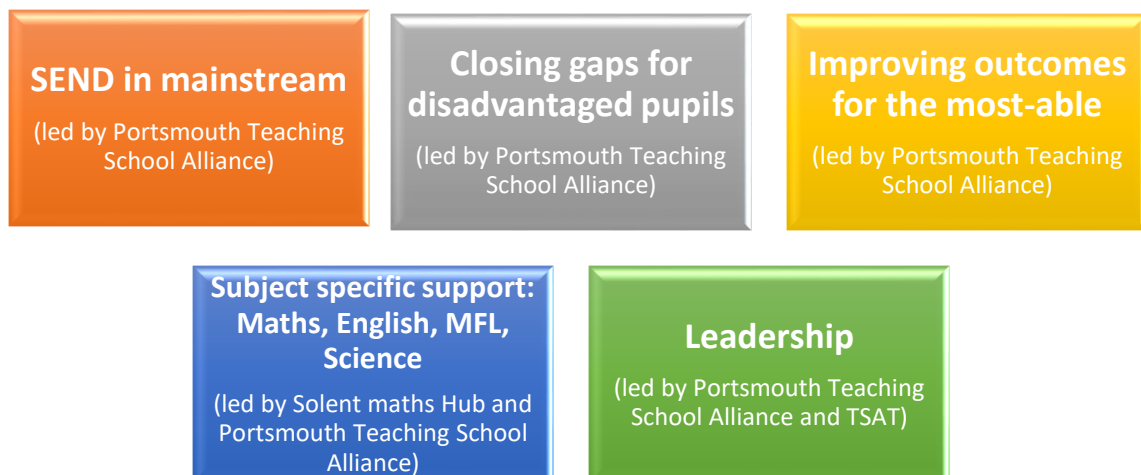 SEND in mainstream
(led by Portsmouth Teaching
School Alliance)
Closing gaps for
disadvantaged pupils
(led by Portsmouth Teaching
School Alliance)
Improving outcomes
for the most-able
(led by Portsmouth Teaching
School Alliance)
Subject specific support:
Maths, English, MFL,
Science
(led by Solent maths Hub and
Portsmouth Teaching School
Alliance)
Leadership
(led by Portsmouth Teaching
School Alliance and TSAT)